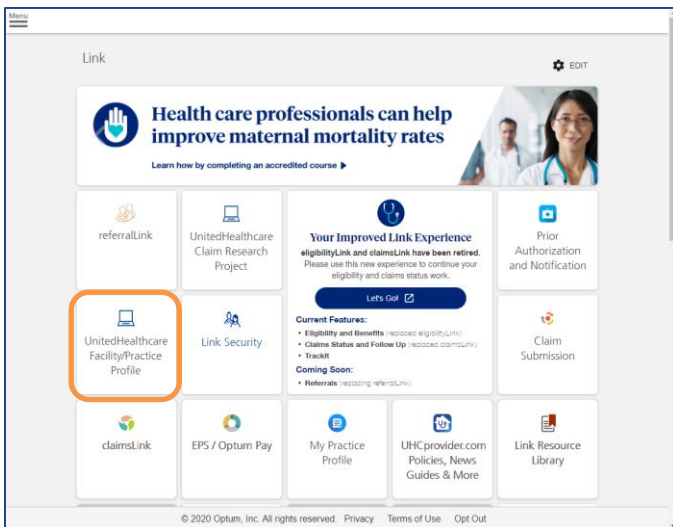 Menu
Link
EDIT
Health care professionals can help
improve maternal mortality rates
Learn how by completing an accredited course
referralLink
UnitedHealthcare
Claim Research
Project
Your Improved Link Experience
eligibilityLink and claimsLink have been retired.
Please use this new experience to continue your
eligibility and claims status work.
Let's Go!
Current Features:
• Eligibility and Benefits (replaced eligibilityLink)
• Claims Status and Follow Up (replaced claimsLink)
• TrackIt
Coming Soon:
• Referrals (replacing referralLink)
Prior
Authorization
and Notification
UnitedHealthcare
Facility/Practice
Profile
Link Security
Claim
Submission
claimsLink
EPS / Optum Pay
My Practice
Profile
UHCprovider.com
Policies, News
Guides & More
Link Resource
Library
© 2020 Optum, Inc. All rights reserved. Privacy Terms of Use Opt Out